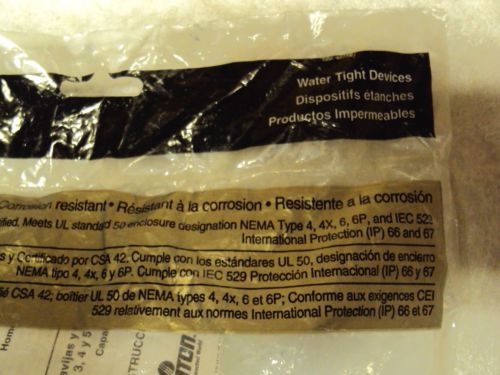 Water Tight Devices
Dispositifs étanches
Productos Impermeables
Corrosion resistant • Résistant à la corrosion • Resistente a la corrosión
Meets UL standard 50 enclosure designation NEMA Type 4, 4X, 6, 6P, and IEC 529
International Protection (IP) 66 and 67
y Certificado por CSA 42. Cumple con los estándares UL 50, designación de encierro
NEMA tipo 4, 4x, 6 y 6P. Cumple con IEC 529 Protección Internacional (IP) 66 y 67
CSA 42; boîtier UL 50 de NEMA types 4, 4x, 6 et 6P; Conforme aux exigences CEI
529 relativement aux normes International Protection (IP) 66 et 67